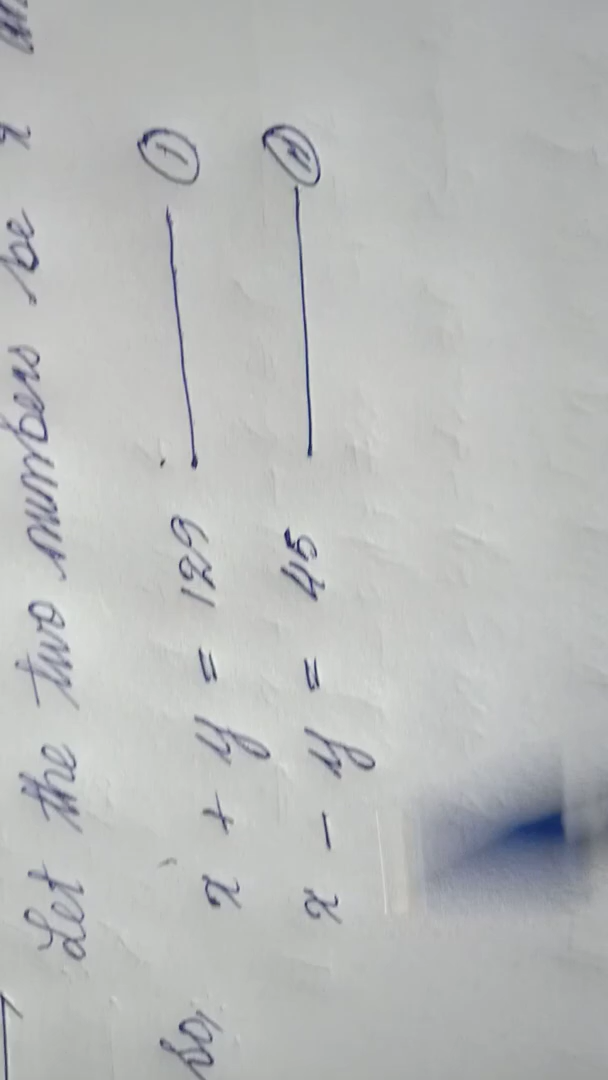 Let the two numbers be x
So,
x + y = 129 —— (I)
x - y = 45 —— (II)